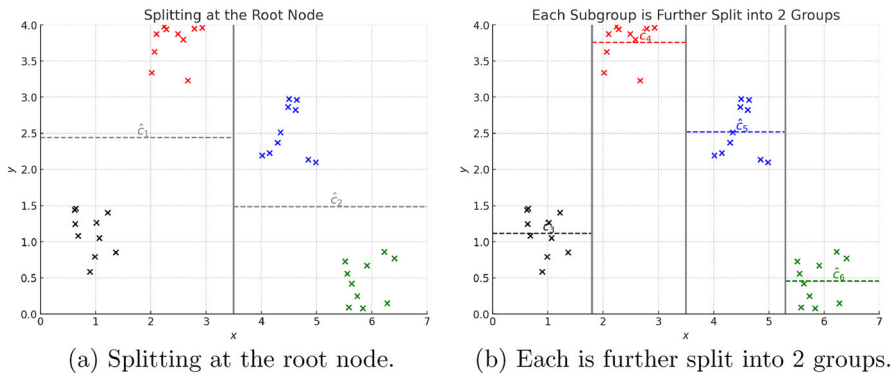 Splitting at the Root Node
4.0
3.5
3.0
2.5
2.0
1.5
1.0
0.5
0.0
y
ĉ₁
ĉ₂
0 1 2 3 4 5 6 7
x
(a) Splitting at the root node.
Each Subgroup is Further Split into 2 Groups
4.0
3.5
3.0
2.5
2.0
1.5
1.0
0.5
0.0
y
ĉ₄
ĉ₅
ĉ₃
ĉ₆
0 1 2 3 4 5 6 7
x
(b) Each is further split into 2 groups.